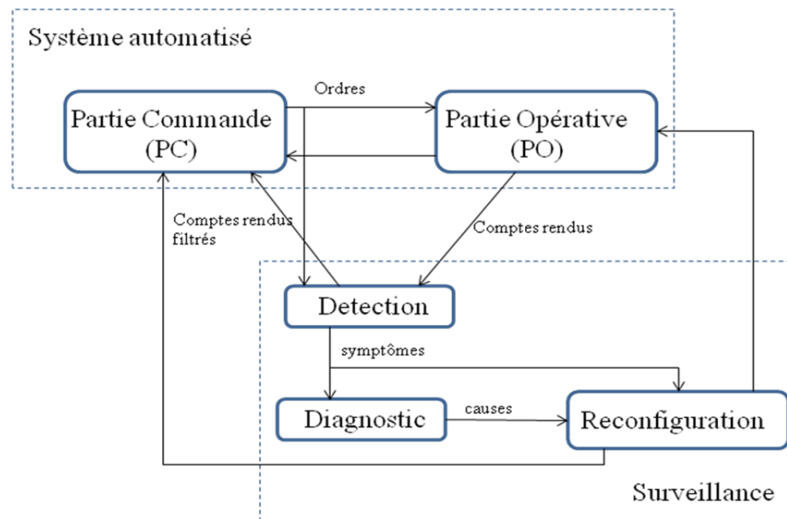 Système automatisé
Ordres
Partie Commande
(PC)
Partie Opérative
(PO)
Comptes rendus
filtrés
Comptes rendus
Detection
symptômes
Diagnostic
causes
Reconfiguration
Surveillance